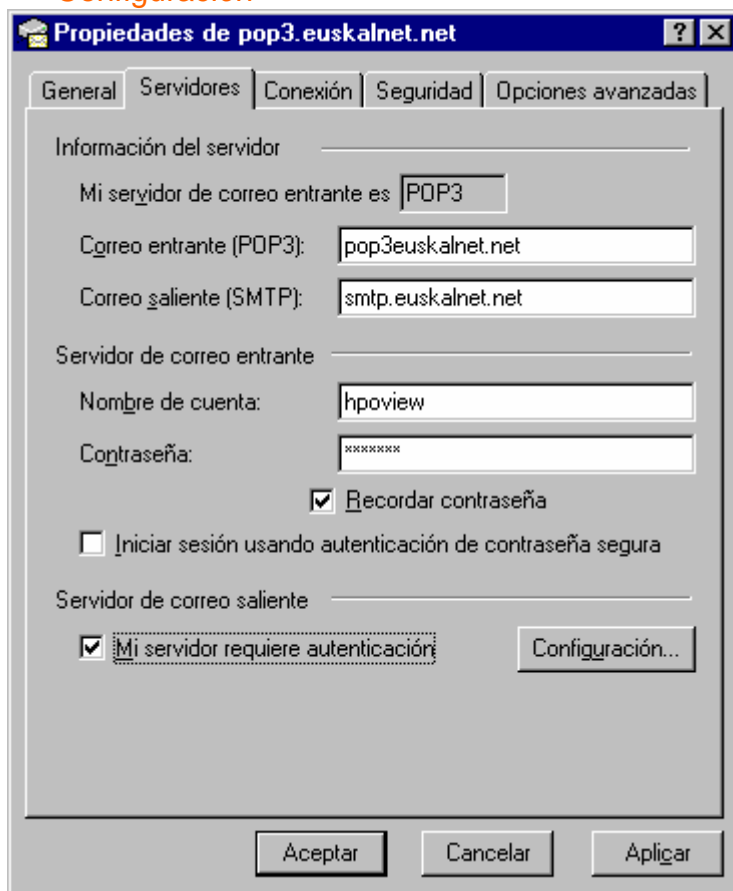 Configuración
Propiedades de pop3.euskalnet.net
General Servidores Conexión Seguridad Opciones avanzadas
Información del servidor
Mi servidor de correo entrante es POP3
Correo entrante (POP3): pop3euskalnet.net
Correo saliente (SMTP): smtp.euskalnet.net
Servidor de correo entrante
Nombre de cuenta: hpoview
Contraseña: *******
Recordar contraseña
Iniciar sesión usando autenticación de contraseña segura
Servidor de correo saliente
Mi servidor requiere autenticación Configuración...
Aceptar Cancelar Aplicar